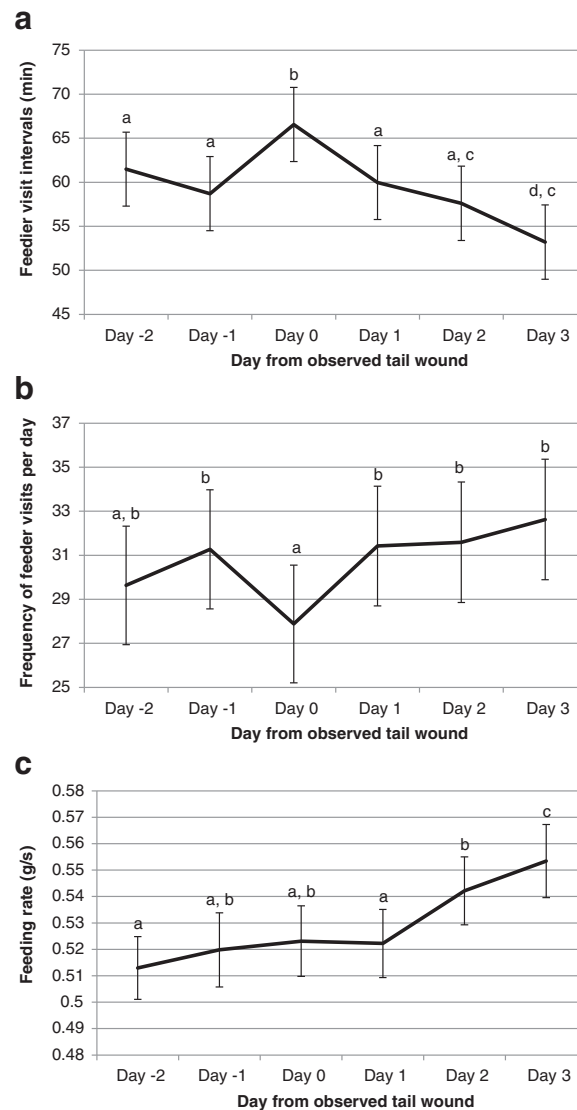 a
Feedier visit intervals (min)
75
70
65
60
55
50
45
a
a
b
a
a, c
d, c
Day -2 Day -1 Day 0 Day 1 Day 2 Day 3
Day from observed tail wound
b
Frequency of feeder visits per day
37
35
33
31
29
27
25
a, b
b
a
b
b
b
Day -2 Day -1 Day 0 Day 1 Day 2 Day 3
Day from observed tail wound
c
Feeding rate (g/s)
0.58
0.57
0.56
0.55
0.54
0.53
0.52
0.51
0.5
0.49
0.48
a
a, b
a, b
a
b
c
Day -2 Day -1 Day 0 Day 1 Day 2 Day 3
Day from observed tail wound